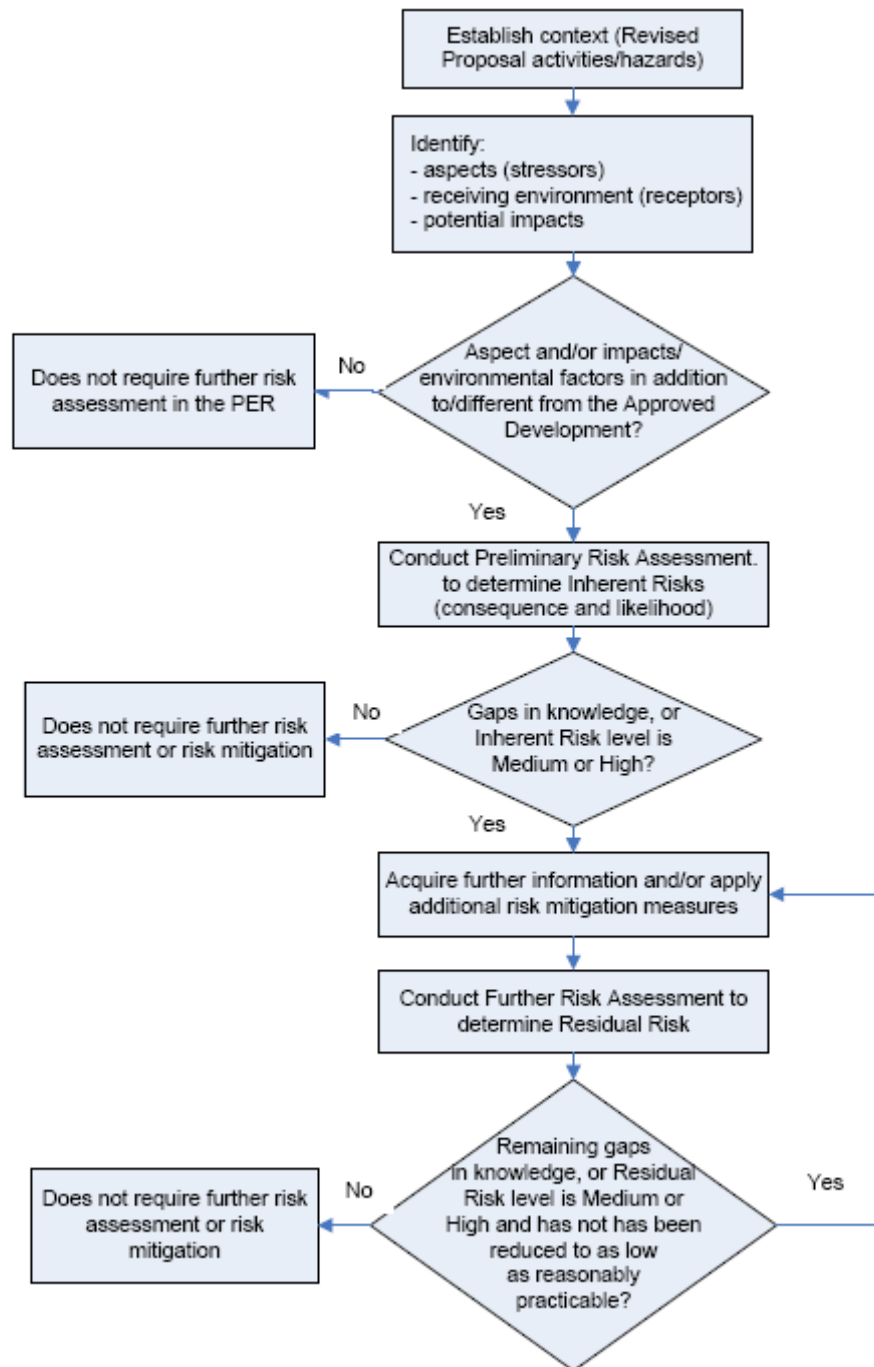 Establish context (Revised
Proposal activities/hazards)
Identify:
- aspects (stressors)
- receiving environment (receptors)
- potential impacts
Aspect and/or impacts/
environmental factors in addition
to/different from the Approved
Development?
No
Does not require further risk
assessment in the PER
Yes
Conduct Preliminary Risk Assessment.
to determine Inherent Risks
(consequence and likelihood)
Gaps in knowledge, or
Inherent Risk level is
Medium or High?
No
Does not require further risk
assessment or risk mitigation
Yes
Acquire further information and/or apply
additional risk mitigation measures
Conduct Further Risk Assessment to
determine Residual Risk
Remaining gaps
in knowledge, or Residual
Risk level is Medium or
High and has not has been
reduced to as low
as reasonably
practicable?
No
Does not require further risk
assessment or risk
mitigation
Yes